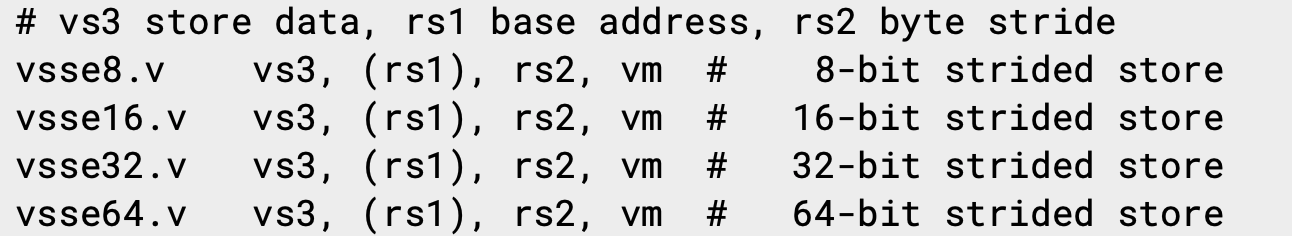 # vs3 store data, rs1 base address, rs2 byte stride
vsse8.v    vs3, (rs1), rs2, vm  #    8-bit strided store
vsse16.v   vs3, (rs1), rs2, vm  #   16-bit strided store
vsse32.v   vs3, (rs1), rs2, vm  #   32-bit strided store
vsse64.v   vs3, (rs1), rs2, vm  #   64-bit strided store